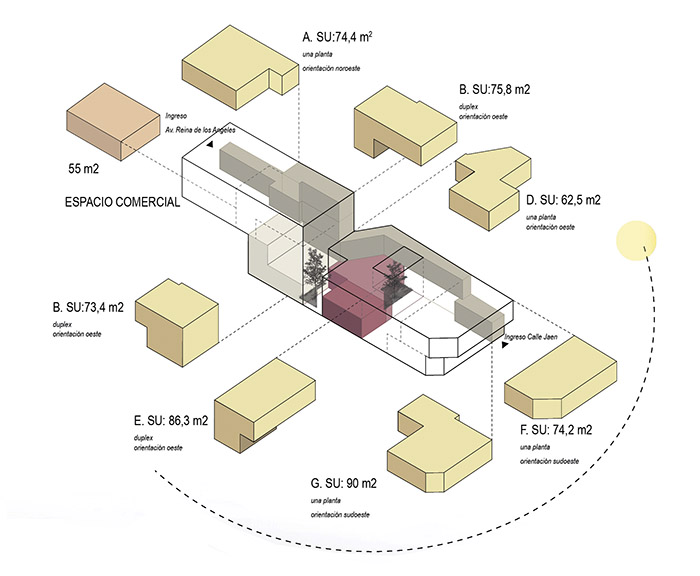 A. SU:74,4 m²
una planta
orientación noroeste
B. SU:75,8 m2
duplex
orientación oeste
Ingreso
Av. Reina de los Angeles
55 m2
ESPACIO COMERCIAL
D. SU: 62,5 m2
una planta
orientación oeste
B. SU:73,4 m2
duplex
orientación oeste
Ingreso Calle Jaen
E. SU: 86,3 m2
duplex
orientación oeste
F. SU: 74,2 m2
una planta
orientación sudoeste
G. SU: 90 m2
una planta
orientación sudoeste